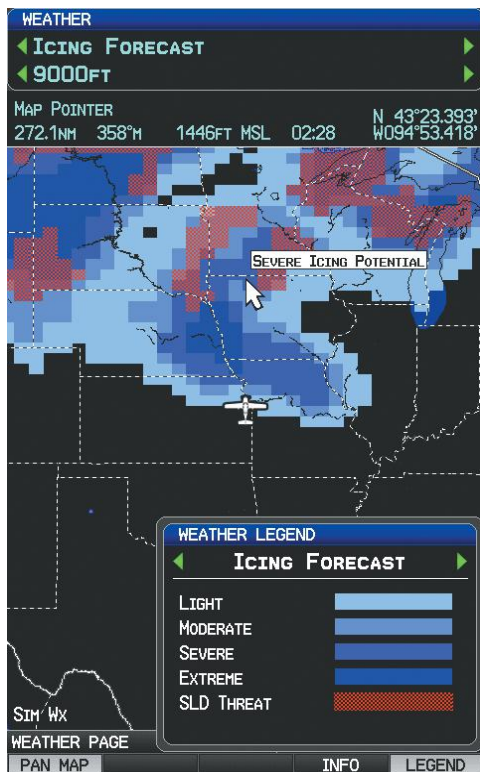 WEATHER
ICING FORECAST
9000FT
MAP POINTER
272.1NM 358°M 1446FT MSL 02:28 N 43°23.393' W094°53.418'
SEVERE ICING POTENTIAL
WEATHER LEGEND
ICING FORECAST
LIGHT
MODERATE
SEVERE
EXTREME
SLD THREAT
SIM WX
WEATHER PAGE
PAN MAP INFO LEGEND